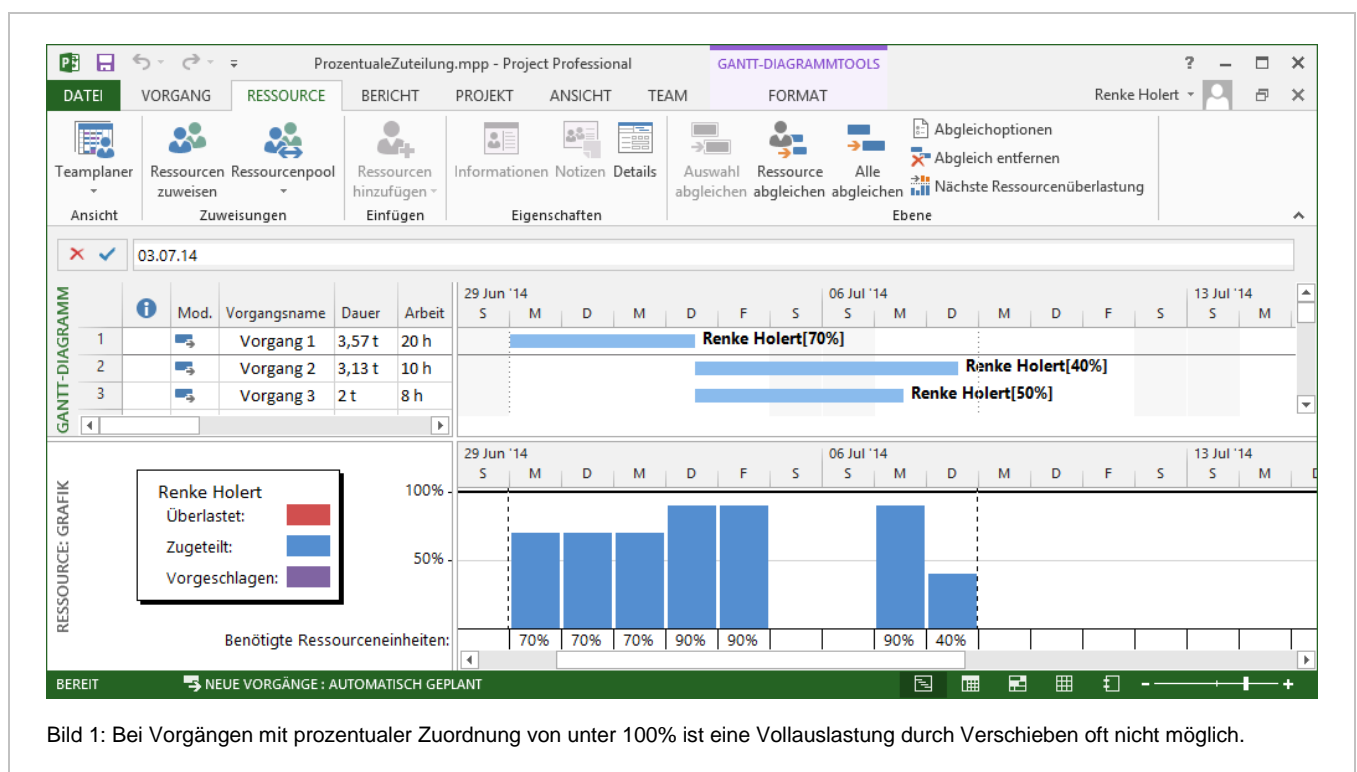 ProzentualeZuteilung.mpp - Project Professional
GANTT-DIAGRAMMTOOLS
?
DATEI VORGANG RESSOURCE BERICHT PROJEKT ANSICHT TEAM FORMAT Renke Holert
Teamplaner
Ressourcen zuweisen
Ressourcenpool
Ressourcen hinzufügen
Informationen Notizen Details
Auswahl abgleichen
Ressource abgleichen
Alle abgleichen
Abgleichoptionen
Abgleich entfernen
Nächste Ressourcenüberlastung
Ansicht Zuweisungen Einfügen Eigenschaften Ebene
03.07.14
GANTT-DIAGRAMM
Mod. Vorgangsname Dauer Arbeit
1 Vorgang 1 3,57 t 20 h
2 Vorgang 2 3,13 t 10 h
3 Vorgang 3 2 t 8 h
29 Jun '14 06 Jul '14 13 Jul '14
S M D M D F S S M D M D F S S M
Renke Holert[70%]
Renke Holert[40%]
Renke Holert[50%]
RESSOURCE: GRAFIK
Renke Holert
Überlastet:
Zugeteilt:
Vorgeschlagen:
100%
50%
Benötigte Ressourceneinheiten:
29 Jun '14 06 Jul '14 13 Jul '14
S M D M D F S S M D M D F S S M D
70% 70% 70% 90% 90% 90% 40%
BEREIT NEUE VORGÄNGE : AUTOMATISCH GEPLANT
Bild 1: Bei Vorgängen mit prozentualer Zuordnung von unter 100% ist eine Vollauslastung durch Verschieben oft nicht möglich.